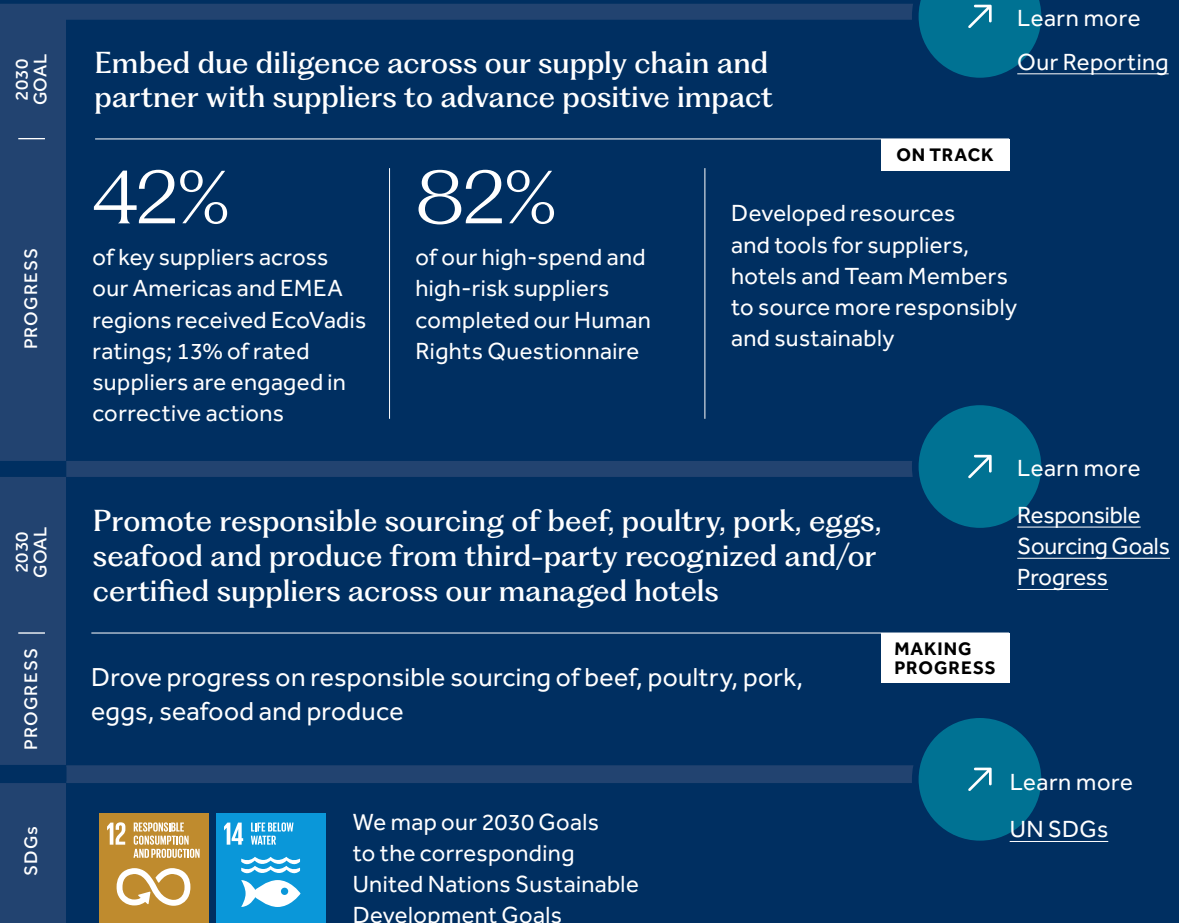 Learn more
Our Reporting
2030
GOAL
Embed due diligence across our supply chain and
partner with suppliers to advance positive impact
ON TRACK
PROGRESS
42%
of key suppliers across
our Americas and EMEA
regions received EcoVadis
ratings; 13% of rated
suppliers are engaged in
corrective actions
82%
of our high-spend and
high-risk suppliers
completed our Human
Rights Questionnaire
Developed resources
and tools for suppliers,
hotels and Team Members
to source more responsibly
and sustainably
Learn more
Responsible
Sourcing Goals
Progress
2030
GOAL
Promote responsible sourcing of beef, poultry, pork, eggs,
seafood and produce from third-party recognized and/or
certified suppliers across our managed hotels
MAKING
PROGRESS
PROGRESS
Drove progress on responsible sourcing of beef, poultry, pork,
eggs, seafood and produce
Learn more
UN SDGs
SDGs
12 RESPONSIBLE
CONSUMPTION
AND PRODUCTION
14 LIFE BELOW
WATER
We map our 2030 Goals
to the corresponding
United Nations Sustainable
Development Goals